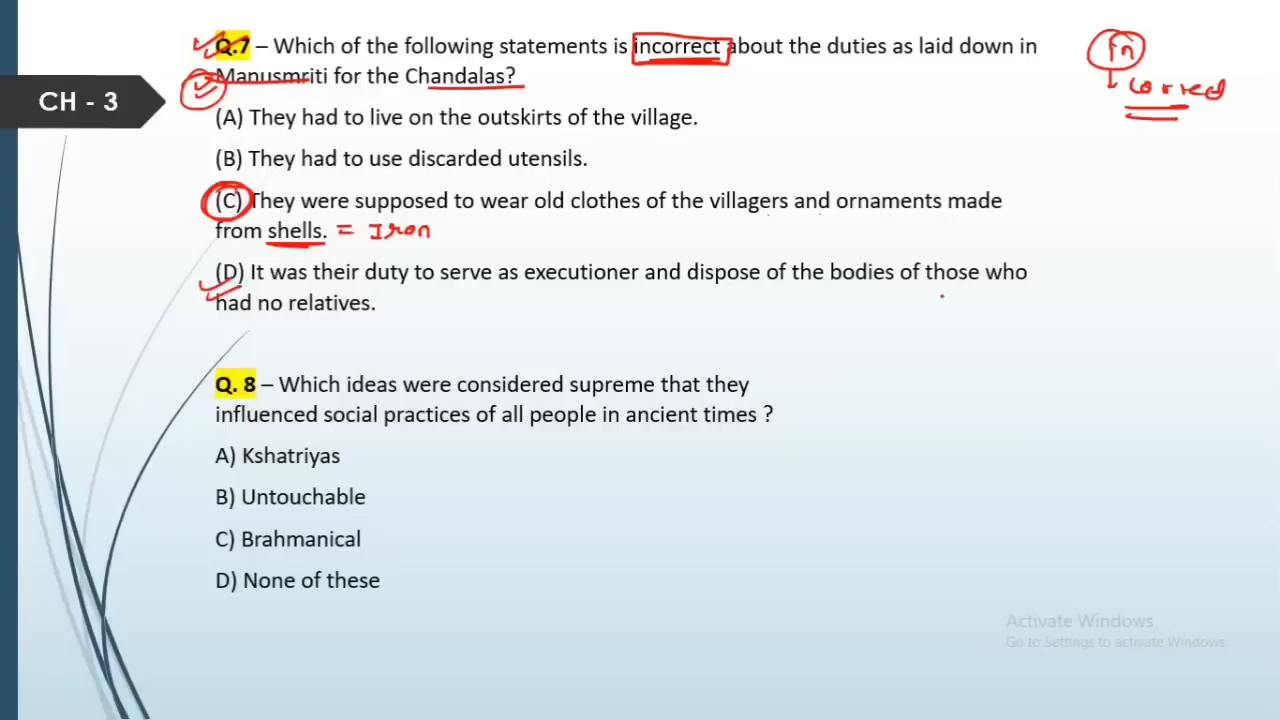 Q.7 – Which of the following statements is incorrect about the duties as laid down in
Manusmriti for the Chandalas?
in
correct
CH - 3
(A) They had to live on the outskirts of the village.
(B) They had to use discarded utensils.
(C) They were supposed to wear old clothes of the villagers and ornaments made
from shells. = Iron
(D) It was their duty to serve as executioner and dispose of the bodies of those who
had no relatives.
Q. 8 – Which ideas were considered supreme that they
influenced social practices of all people in ancient times ?
A) Kshatriyas
B) Untouchable
C) Brahmanical
D) None of these
Activate Windows
Go to Settings to activate Windows.